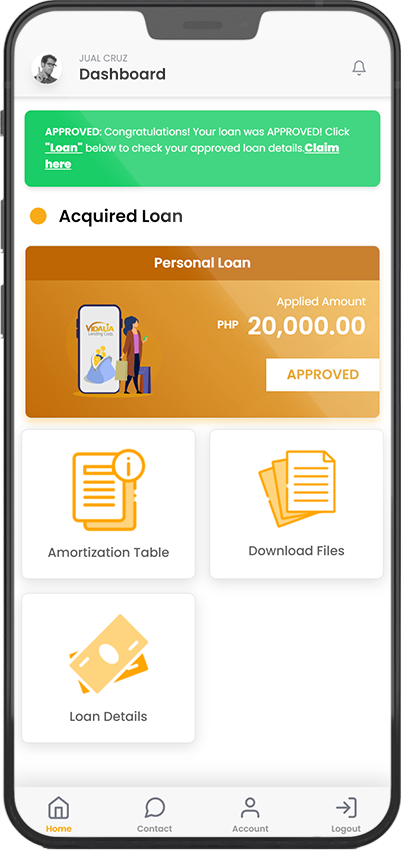 JUAL CRUZ
Dashboard
APPROVED: Congratulations! Your loan was APPROVED! Click
"Loan" below to check your approved loan details.Claim
here
Acquired Loan
Personal Loan
Applied Amount
PHP 20,000.00
VIDALIA
Lending Corp.
APPROVED
Amortization Table
Download Files
Loan Details
Home
Contact
Account
Logout